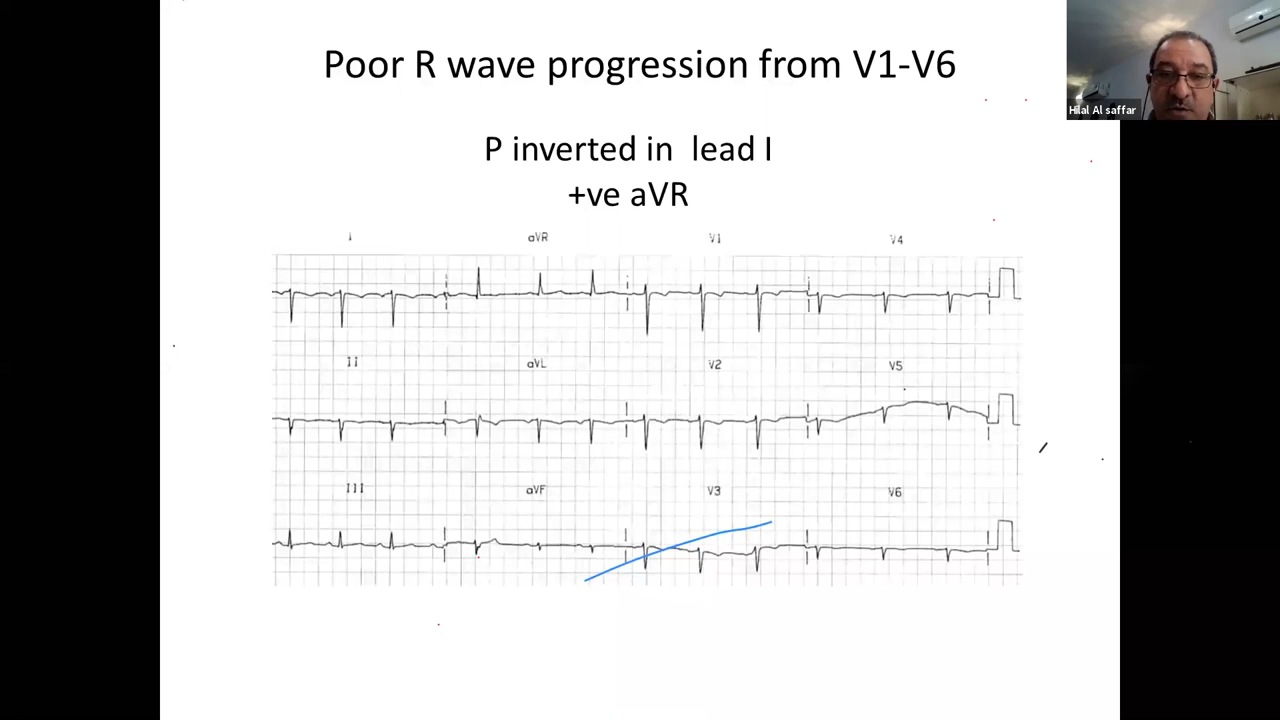 Poor R wave progression from V1-V6
Hilal Al saffar
P inverted in lead I
+ve aVR
I aVR V1 V4
II aVL V2 V5
III aVF V3 V6